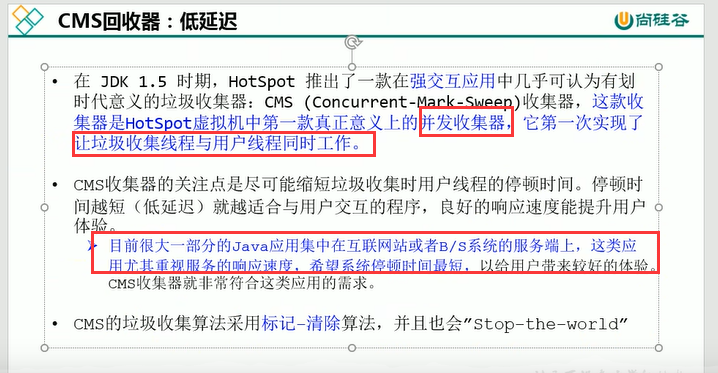 CMS回收器：低延迟
尚硅谷
• 在 JDK 1.5 时期，HotSpot 推出了一款在强交互应用中几乎可认为有划
时代意义的垃圾收集器：CMS (Concurrent-Mark-Sweep)收集器，这款收
集器是HotSpot虚拟机中第一款真正意义上的并发收集器，它第一次实现了
让垃圾收集线程与用户线程同时工作。
• CMS收集器的关注点是尽可能缩短垃圾收集时用户线程的停顿时间。停顿时
间越短（低延迟）就越适合与用户交互的程序，良好的响应速度能提升用户
体验。
➢ 目前很大一部分的Java应用集中在互联网站或者B/S系统的服务端上，这类应
用尤其重视服务的响应速度，希望系统停顿时间最短，以给用户带来较好的体验。
CMS收集器就非常符合这类应用的需求。
• CMS的垃圾收集算法采用标记-清除算法，并且也会"Stop-the-world"